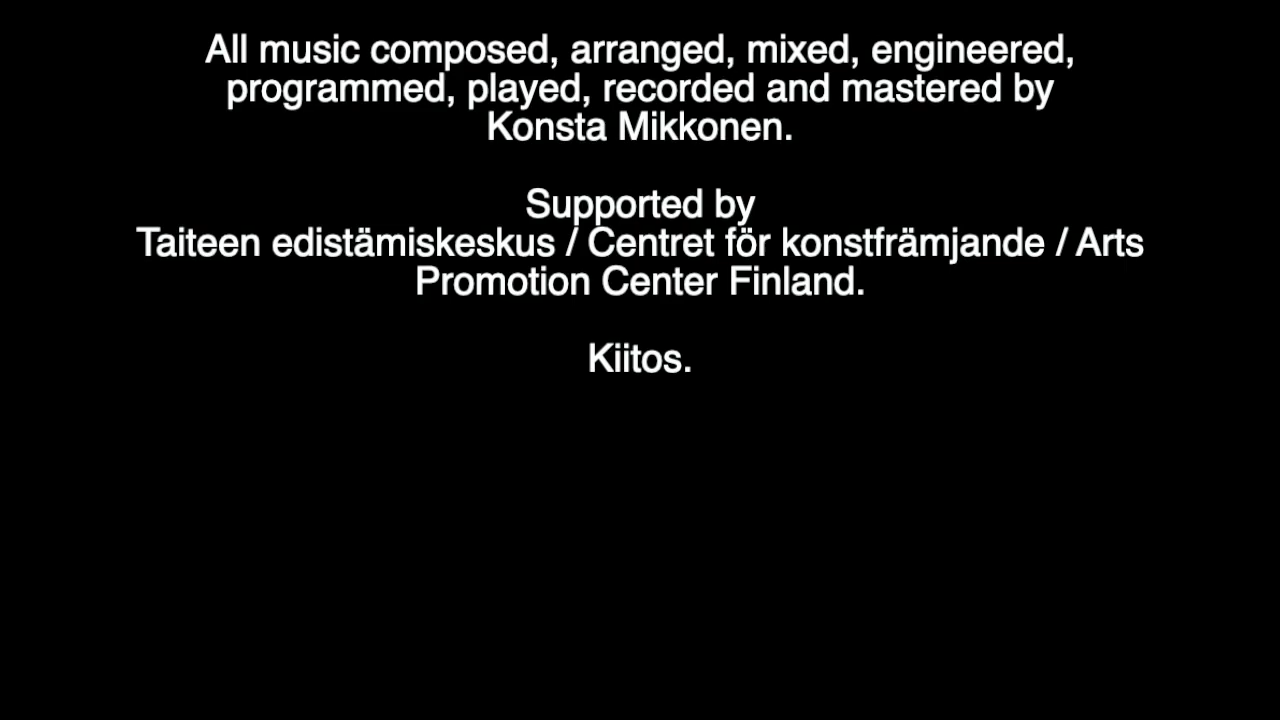 All music composed, arranged, mixed, engineered,
programmed, played, recorded and mastered by
Konsta Mikkonen.
Supported by
Taiteen edistämiskeskus / Centret för konstfrämjande / Arts
Promotion Center Finland.
Kiitos.